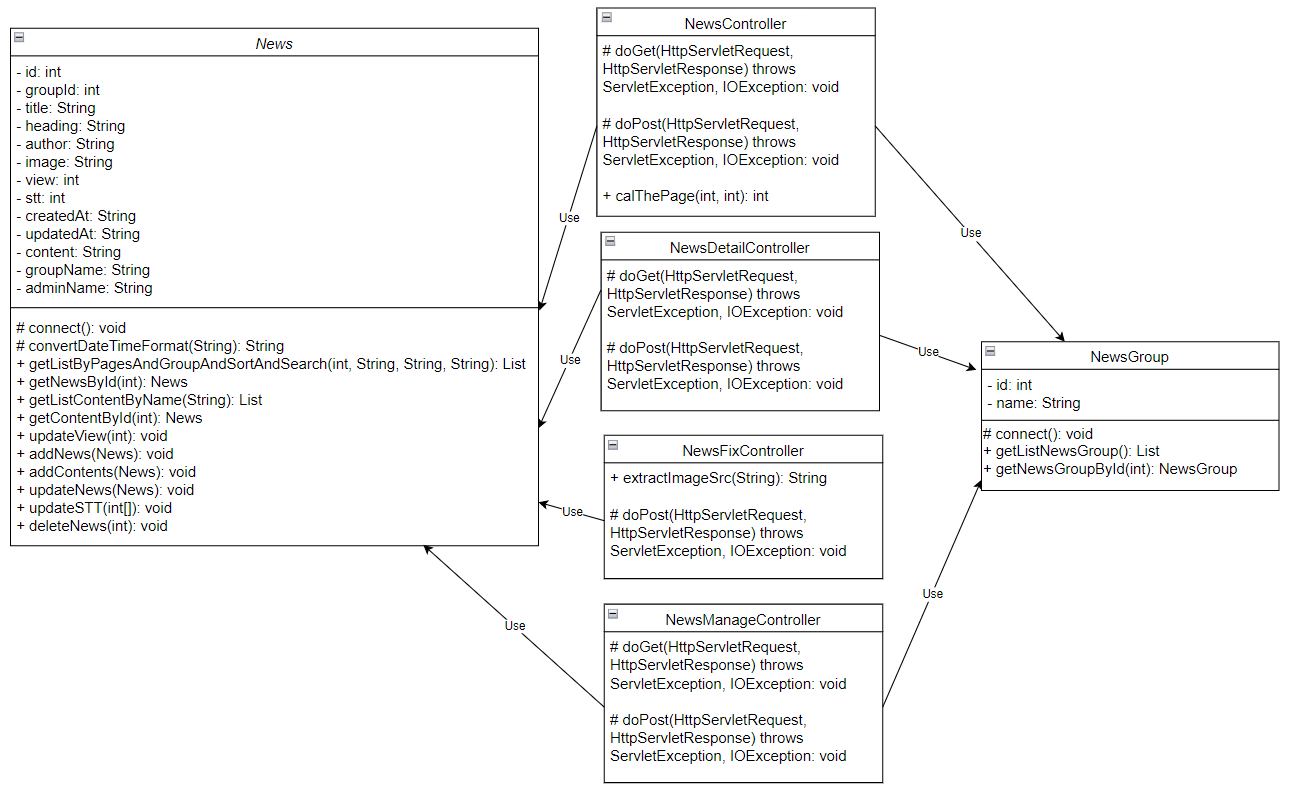 News
- id: int
- groupId: int
- title: String
- heading: String
- author: String
- image: String
- view: int
- stt: int
- createdAt: String
- updatedAt: String
- content: String
- groupName: String
- adminName: String
# connect(): void
# convertDateTimeFormat(String): String
+ getListByPagesAndGroupAndSortAndSearch(int, String, String, String): List
+ getNewsById(int): News
+ getListContentByName(String): List
+ getContentById(int): News
+ updateView(int): void
+ addNews(News): void
+ addContents(News): void
+ updateNews(News): void
+ updateSTT(int[]): void
+ deleteNews(int): void
NewsController
# doGet(HttpServletRequest,
HttpServletResponse) throws
ServletException, IOException: void
# doPost(HttpServletRequest,
HttpServletResponse) throws
ServletException, IOException: void
+ calThePage(int, int): int
Use
Use
NewsDetailController
# doGet(HttpServletRequest,
HttpServletResponse) throws
ServletException, IOException: void
# doPost(HttpServletRequest,
HttpServletResponse) throws
ServletException, IOException: void
Use
Use
NewsGroup
- id: int
- name: String
# connect(): void
+ getListNewsGroup(): List
+ getNewsGroupById(int): NewsGroup
NewsFixController
+ extractImageSrc(String): String
# doPost(HttpServletRequest,
HttpServletResponse) throws
ServletException, IOException: void
Use
NewsManageController
# doGet(HttpServletRequest,
HttpServletResponse) throws
ServletException, IOException: void
# doPost(HttpServletRequest,
HttpServletResponse) throws
ServletException, IOException: void
Use
Use